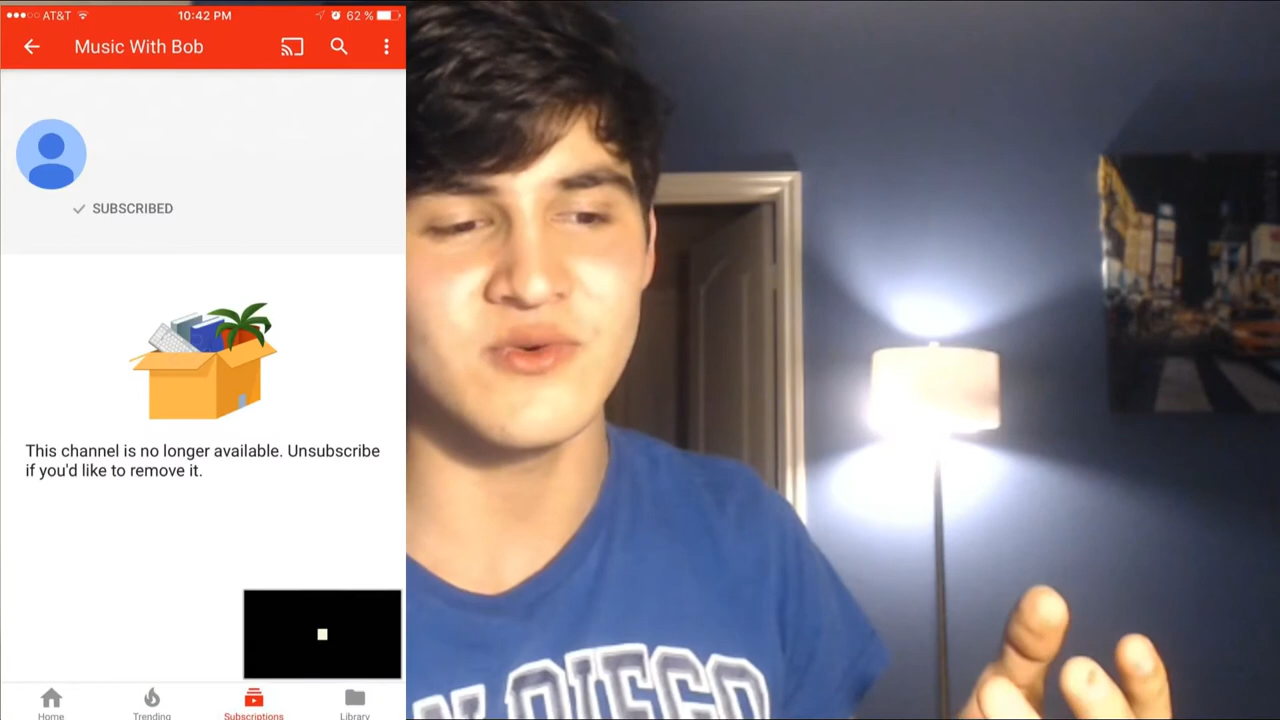 AT&T
10:42 PM
62 %
Music With Bob
SUBSCRIBED
This channel is no longer available. Unsubscribe
if you'd like to remove it.
Home
Trending
Subscriptions
Library
N DIEGO